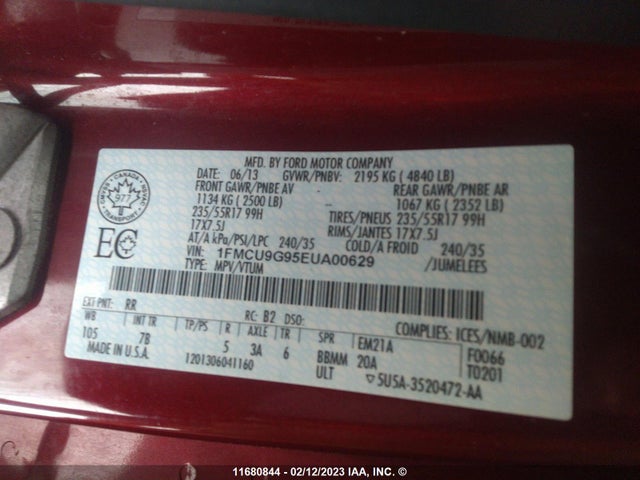 MFD. BY FORD MOTOR COMPANY
DATE: 06/13 GVWR/PNBV: 2195 KG ( 4840 LB)
FRONT GAWR/PNBE AV REAR GAWR/PNBE AR
1134 KG ( 2500 LB) 1067 KG ( 2352 LB)
235/55R17 99H TIRES/PNEUS 235/55R17 99H
17X7.5J RIMS/JANTES 17X7.5J
AT/A kPa/PSI/LPC 240/35 COLD/A FROID 240/35
VIN: 1FMCU9G95EUA00629 /JUMELEES
TYPE: MPV/VTUM
CANADA
977
TRANSPORT
EC
EXT PNT: RR RC: B2 DSO: COMPLIES: ICES/NMB-002
WB INT TR TP/PS R AXLE TR SPR EM21A F0066
105 7B 5 3A 6 BBMM 20A T0201
MADE IN U.S.A. 1201306041160 ULT ▽5U5A-3520472-AA
11680844 - 02/12/2023 IAA, INC. ©